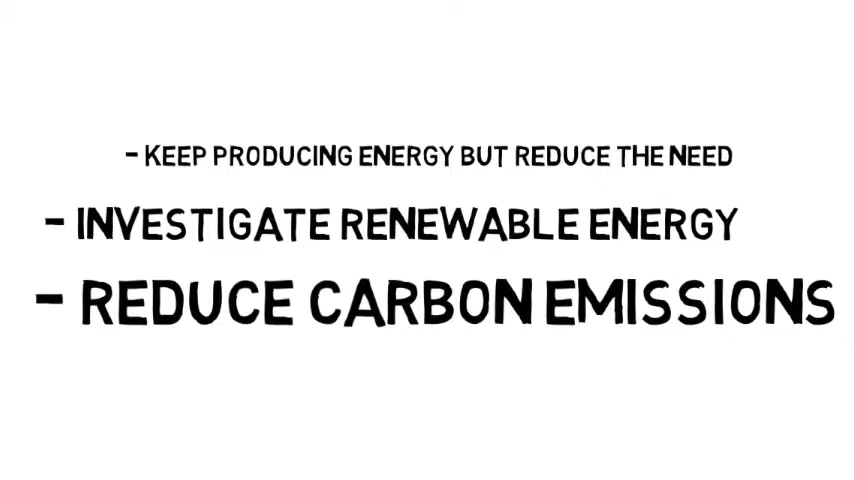 - KEEP PRODUCING ENERGY BUT REDUCE THE NEED
- INVESTIGATE RENEWABLE ENERGY
- REDUCE CARBON EMISSIONS